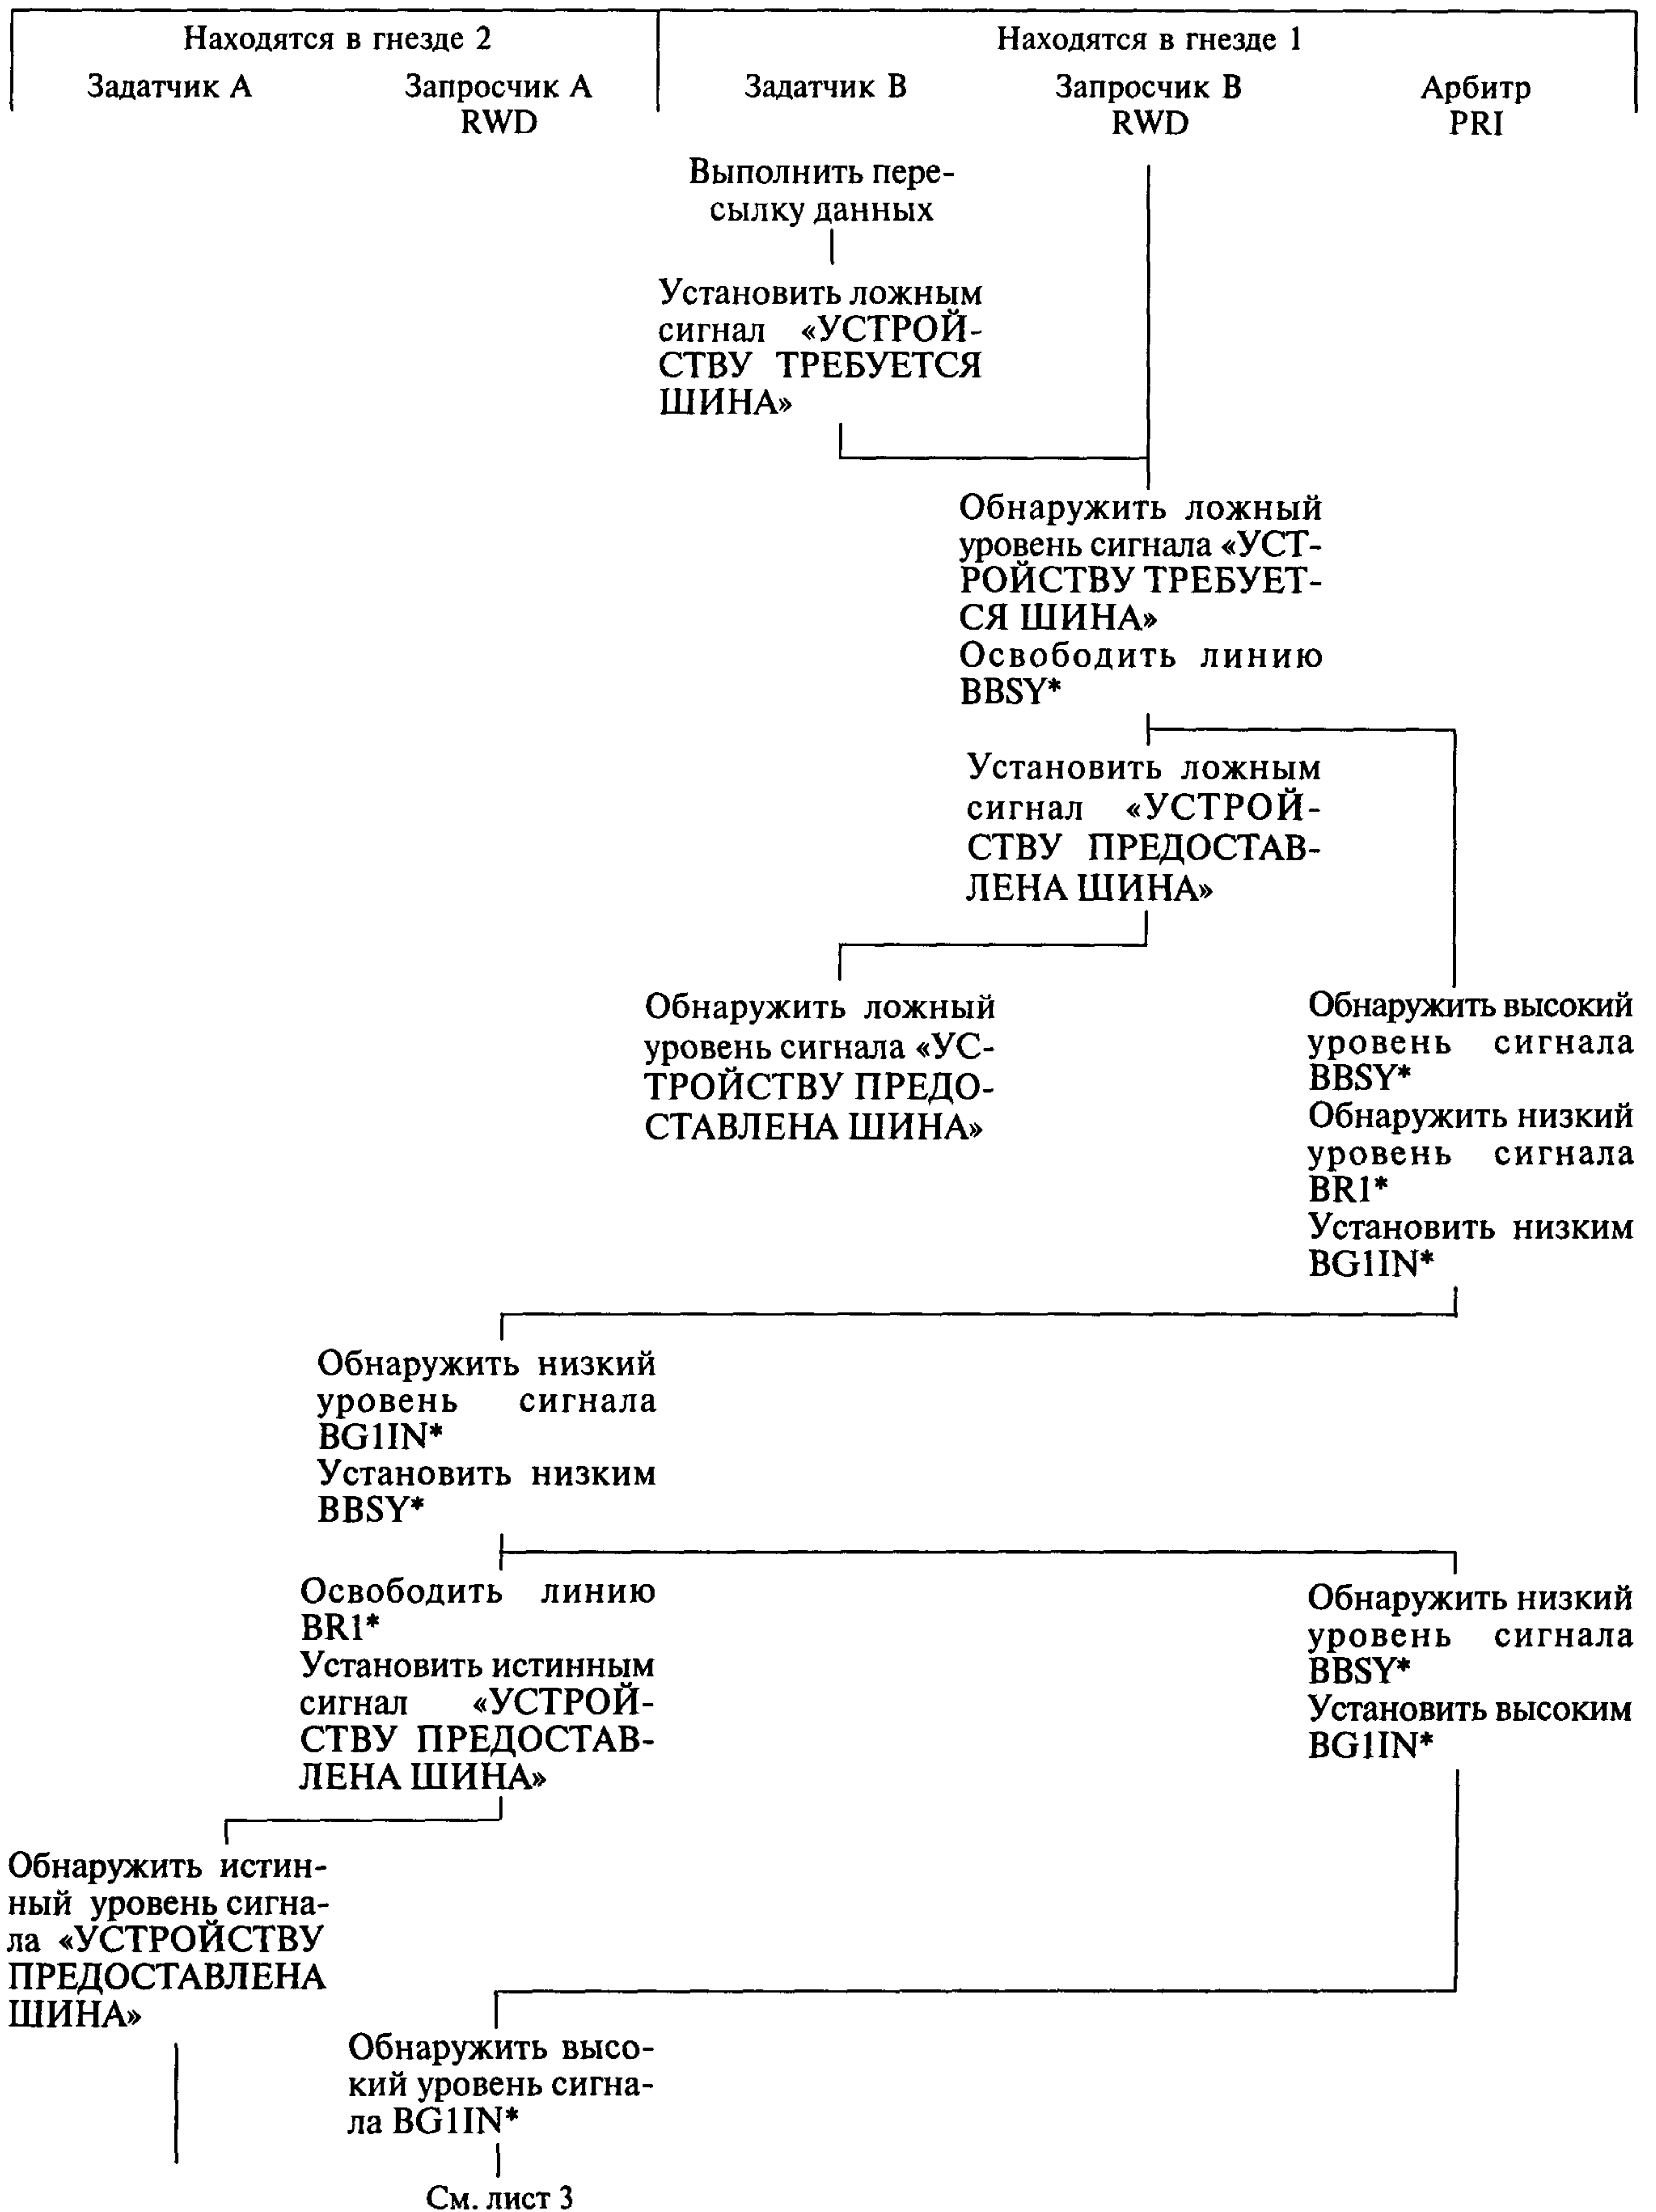 Находятся в гнезде 2
Находятся в гнезде 1
Задатчик А
Запросчик А
RWD
Задатчик В
Запросчик В
RWD
Арбитр
PRI
Выполнить пере-
сылку данных
Установить ложным
сигнал «УСТРОЙ-
СТВУ ТРЕБУЕТСЯ
ШИНА»
Обнаружить ложный
уровень сигнала «УСТ-
РОЙСТВУ ТРЕБУЕТ-
СЯ ШИНА»
Освободить линию
BBSY*
Установить ложным
сигнал «УСТРОЙ-
СТВУ ПРЕДОСТАВ-
ЛЕНА ШИНА»
Обнаружить ложный
уровень сигнала «УС-
ТРОЙСТВУ ПРЕДО-
СТАВЛЕНА ШИНА»
Обнаружить высокий
уровень сигнала
BBSY*
Обнаружить низкий
уровень сигнала
BR1*
Установить низким
BG1IN*
Обнаружить низкий
уровень сигнала
BG1IN*
Установить низким
BBSY*
Освободить линию
BR1*
Установить истинным
сигнал «УСТРОЙ-
СТВУ ПРЕДОСТАВ-
ЛЕНА ШИНА»
Обнаружить низкий
уровень сигнала
BBSY*
Установить высоким
BG1IN*
Обнаружить истин-
ный уровень сигна-
ла «УСТРОЙСТВУ
ПРЕДОСТАВЛЕНА
ШИНА»
Обнаружить высо-
кий уровень сигна-
ла BG1IN*
См. лист 3